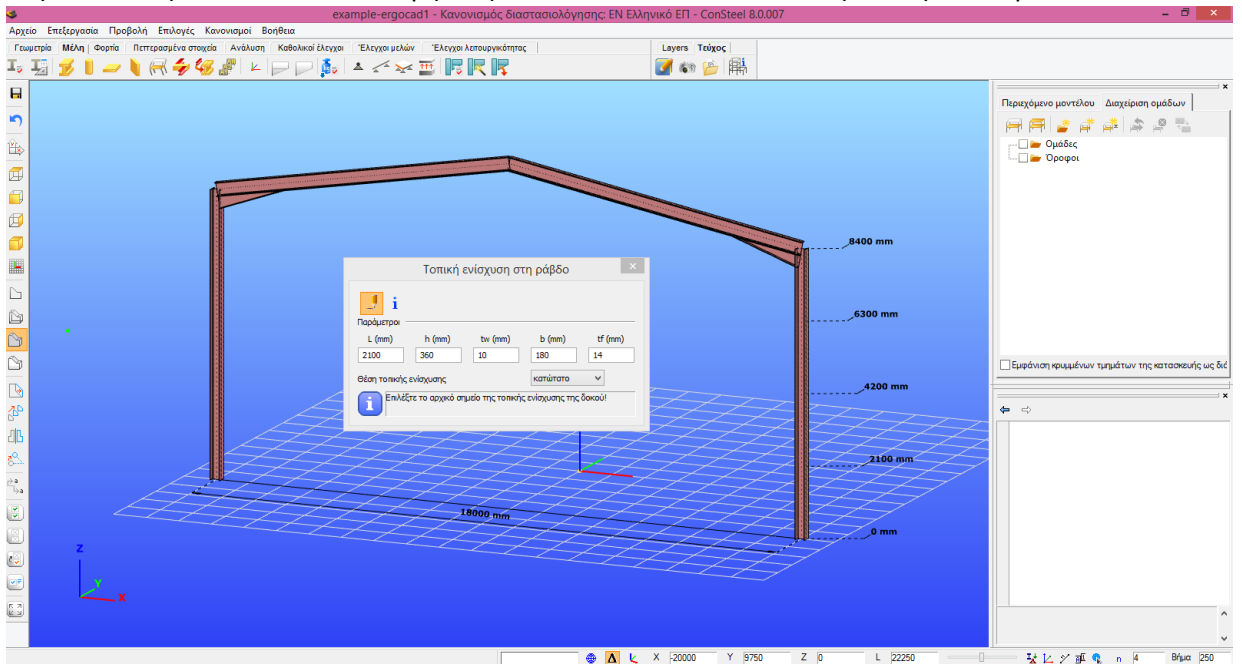 example-ergocad1 - Κανονισμός διαστασιολόγησης: EN Ελληνικό ΕΠ - ConSteel 8.0.007
Αρχείο Επεξεργασία Προβολή Επιλογές Κανονισμοί Βοήθεια
Γεωμετρία Μέλη Φορτία Πεπερασμένα στοιχεία Ανάλυση Καθολικοί έλεγχοι Έλεγχοι μελών Έλεγχοι λειτουργικότητας Layers Τεύχος
Περιεχόμενο μοντέλου Διαχείριση ομάδων
Ομάδες
Όροφοι
8400 mm
6300 mm
4200 mm
2100 mm
0 mm
18000 mm
Τοπική ενίσχυση στη ράβδο
Παράμετροι
L (mm) h (mm) tw (mm) b (mm) tf (mm)
2100 360 10 180 14
Θέση τοπικής ενίσχυσης κατώτατο
Επιλέξτε το αρχικό σημείο της τοπικής ενίσχυσης της δοκού!
Εμφάνιση κρυμμένων τμημάτων της κατασκευής ως διά
Z
Y
X
X -20000 Y 9750 Z 0 L 22250 n 4 Βήμα 250